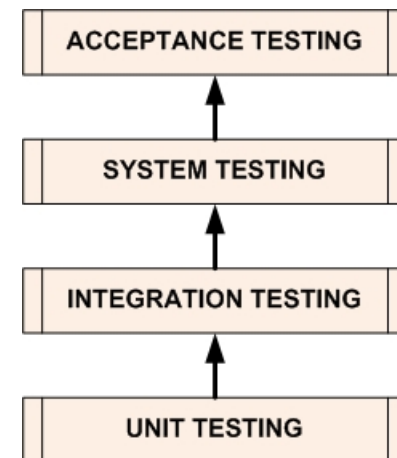 ACCEPTANCE TESTING
SYSTEM TESTING
INTEGRATION TESTING
UNIT TESTING